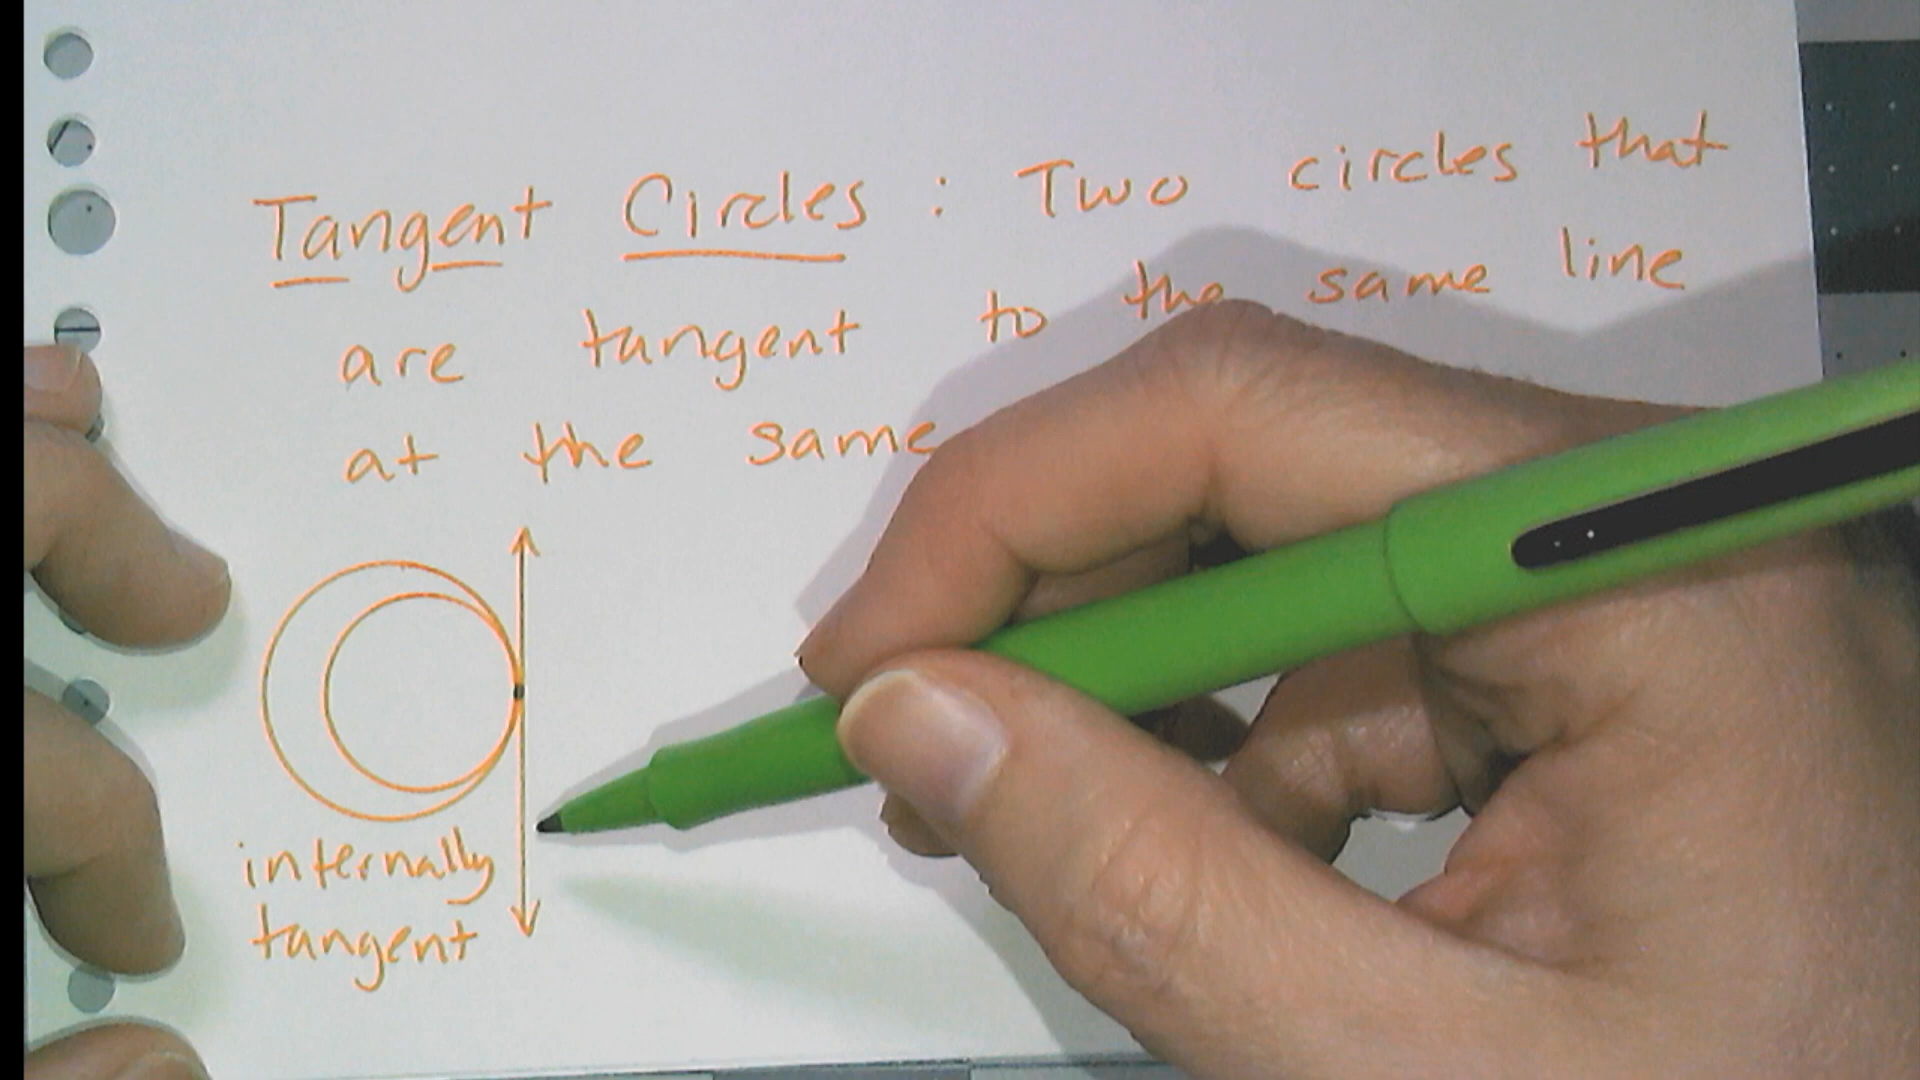 Tangent Circles : Two circles that
are tangent to the same line
at the same
internally
tangent